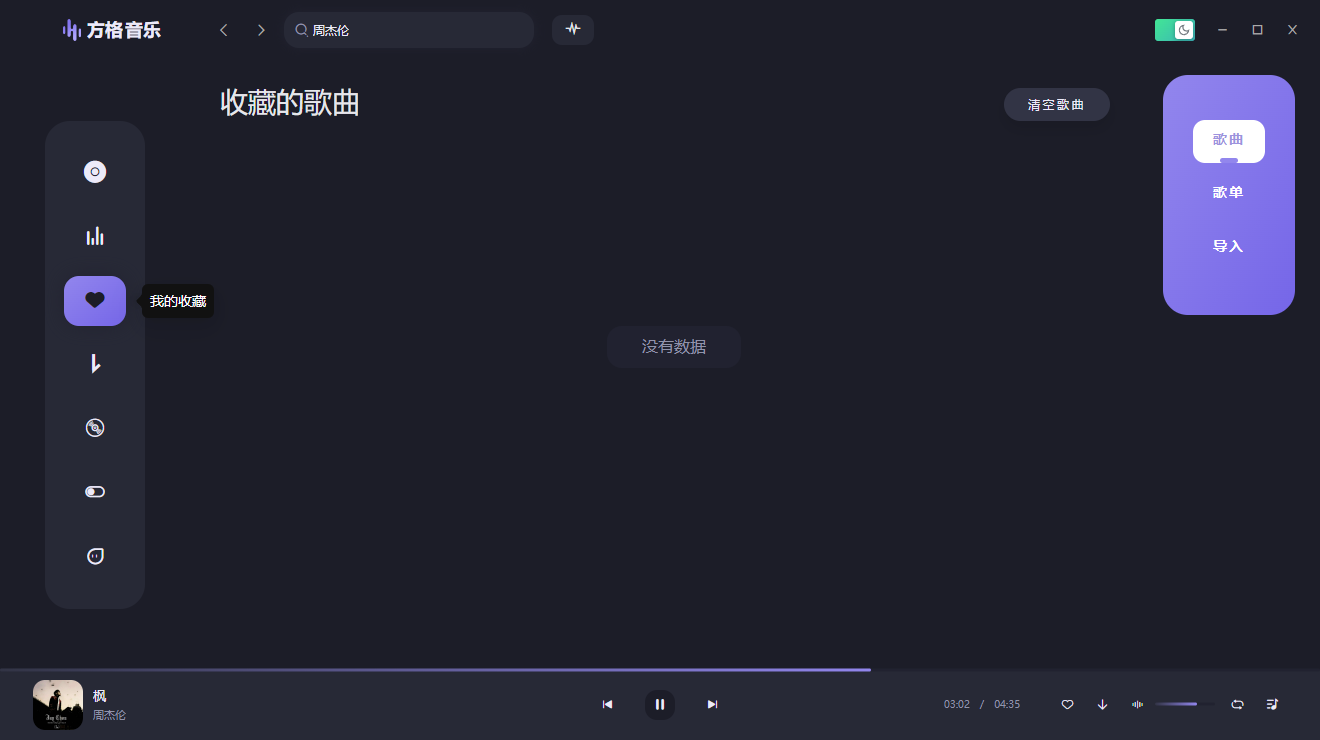 方格音乐
周杰伦
收藏的歌曲
清空歌曲
歌曲
歌单
导入
我的收藏
没有数据
枫
周杰伦
03:02 / 04:35